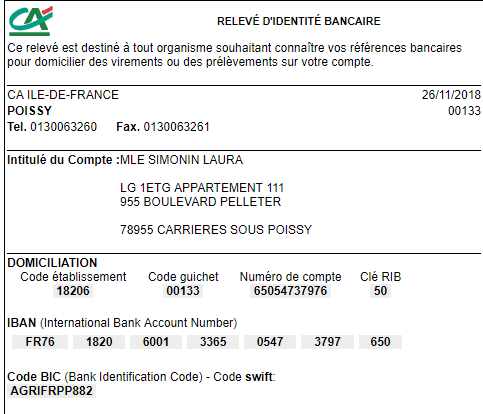 CA
RELEVÉ D'IDENTITÉ BANCAIRE
Ce relevé est destiné à tout organisme souhaitant connaître vos références bancaires
pour domicilier des virements ou des prélèvements sur votre compte.
CA ILE-DE-FRANCE 26/11/2018
POISSY 00133
Tel. 0130063260 Fax. 0130063261
Intitulé du Compte :MLE SIMONIN LAURA
LG 1ETG APPARTEMENT 111
955 BOULEVARD PELLETER
78955 CARRIERES SOUS POISSY
DOMICILIATION
Code établissement Code guichet Numéro de compte Clé RIB
18206 00133 65054737976 50
IBAN (International Bank Account Number)
FR76 1820 6001 3365 0547 3797 650
Code BIC (Bank Identification Code) - Code swift:
AGRIFRPP882